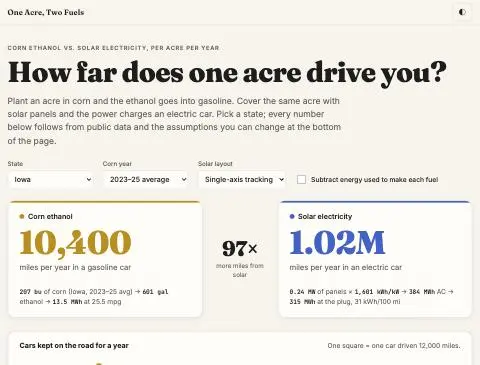 One Acre, Two Fuels
CORN ETHANOL VS. SOLAR ELECTRICITY, PER ACRE PER YEAR
How far does one acre drive you?
Plant an acre in corn and the ethanol goes into gasoline. Cover the same acre with
solar panels and the power charges an electric car. Pick a state; every number
below follows from public data and the assumptions you can change at the bottom
of the page.
State
Corn year
Solar layout
Iowa
2023–25 average
Single-axis tracking
Subtract energy used to make each fuel
Corn ethanol
10,400
miles per year in a gasoline car
207 bu of corn (Iowa, 2023–25 avg) → 601 gal
ethanol → 13.5 MWh at 25.5 mpg
97×
more miles from
solar
Solar electricity
1.02M
miles per year in an electric car
0.24 MW of panels × 1,601 kWh/kW → 384 MWh AC →
315 MWh at the plug, 31 kWh/100 mi
Cars kept on the road for a year
One square = one car driven 12,000 miles.